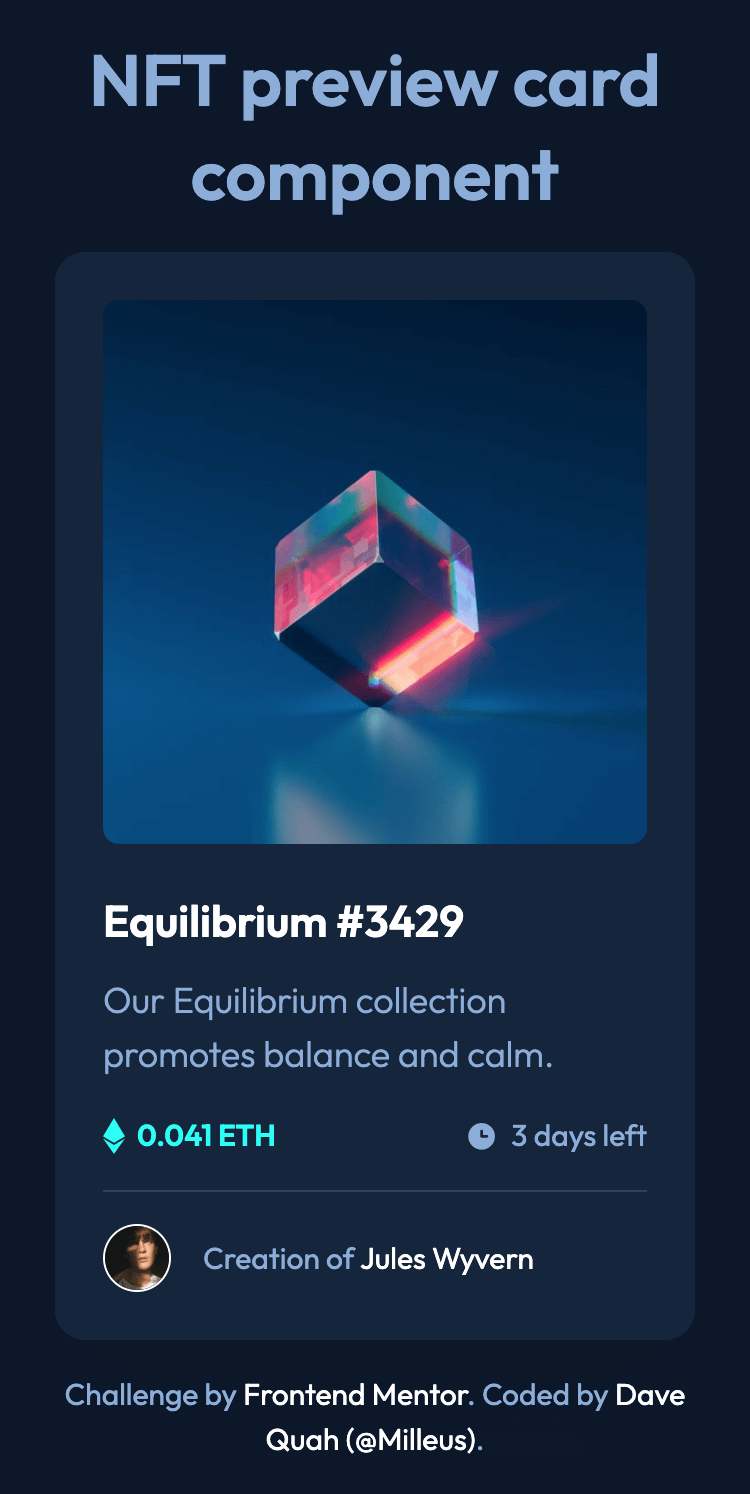 NFT preview card
component
Equilibrium #3429
Our Equilibrium collection
promotes balance and calm.
0.041 ETH
3 days left
Creation of Jules Wyvern
Challenge by Frontend Mentor. Coded by Dave
Quah (@Milleus).